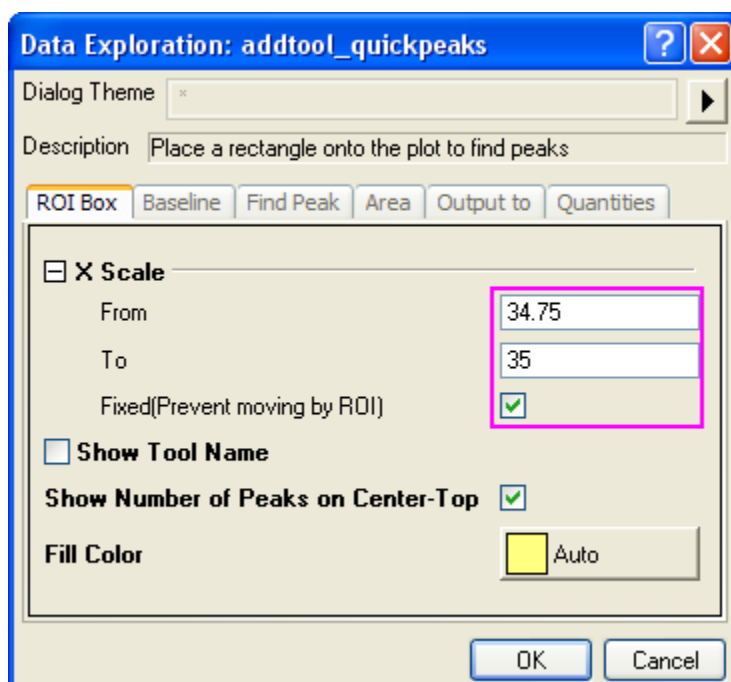 Data Exploration: addtool_quickpeaks
Dialog Theme *
Description Place a rectangle onto the plot to find peaks
ROI Box Baseline Find Peak Area Output to Quantities
X Scale
From 34.75
To 35
Fixed(Prevent moving by ROI)
Show Tool Name
Show Number of Peaks on Center-Top
Fill Color Auto
OK Cancel